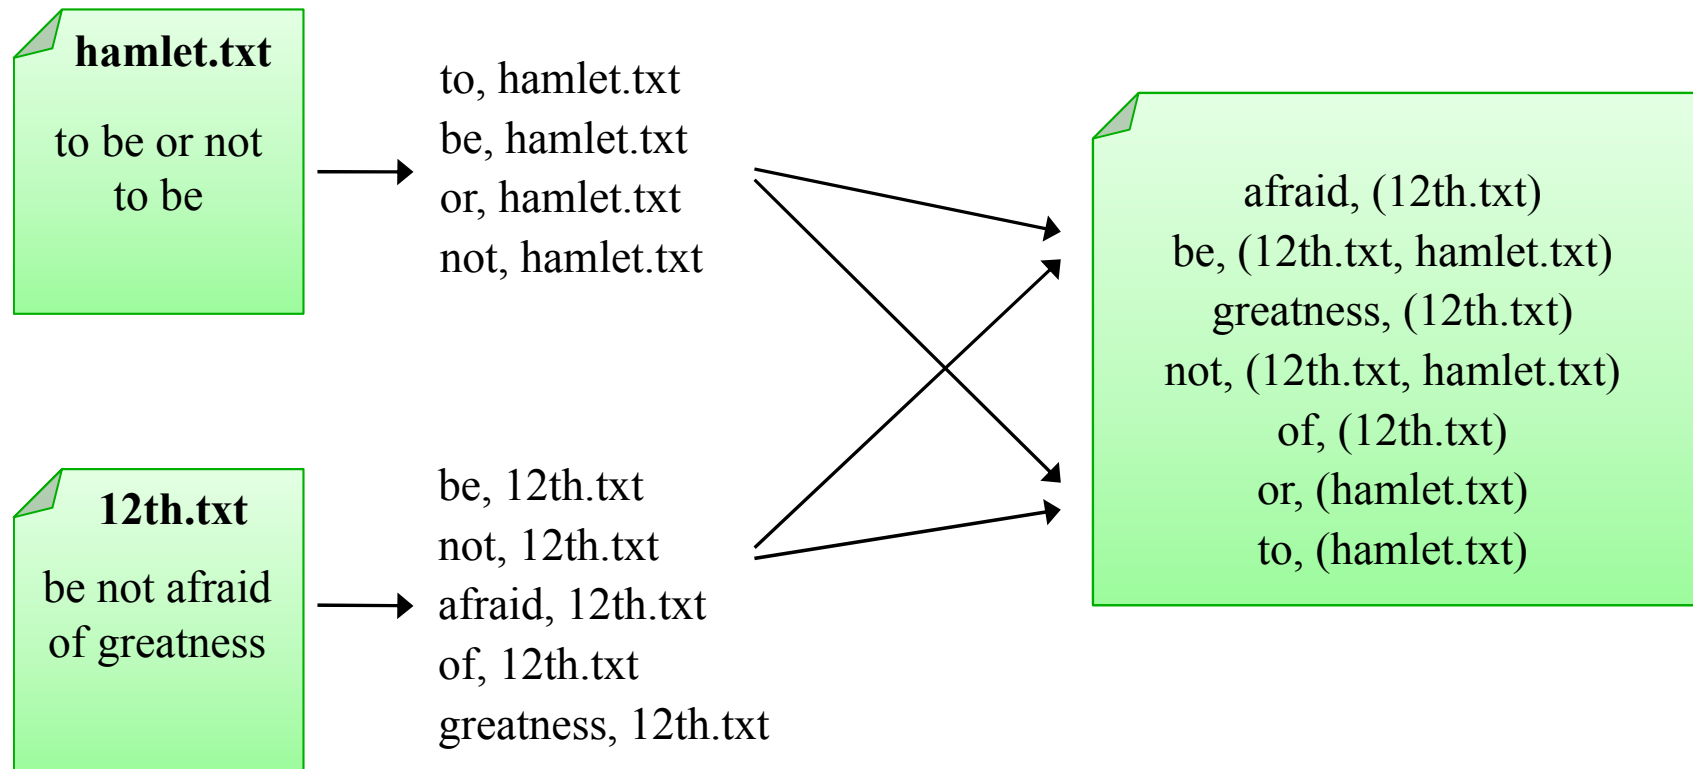 hamlet.txt
to be or not
to be
to, hamlet.txt
be, hamlet.txt
or, hamlet.txt
not, hamlet.txt
12th.txt
be not afraid
of greatness
be, 12th.txt
not, 12th.txt
afraid, 12th.txt
of, 12th.txt
greatness, 12th.txt
afraid, (12th.txt)
be, (12th.txt, hamlet.txt)
greatness, (12th.txt)
not, (12th.txt, hamlet.txt)
of, (12th.txt)
or, (hamlet.txt)
to, (hamlet.txt)